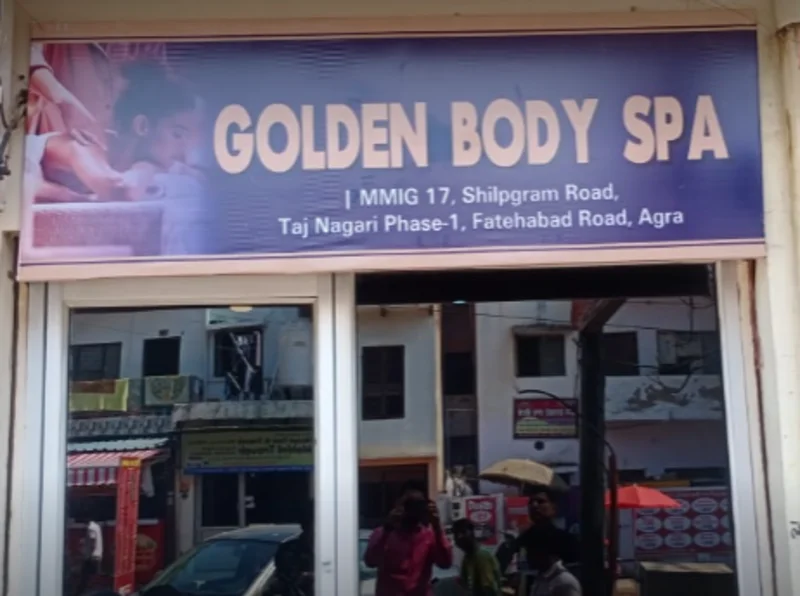 GOLDEN BODY SPA
| MMIG 17, Shilpgram Road,
Taj Nagari Phase-1, Fatehabad Road, Agra